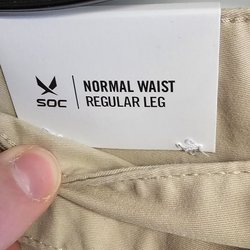 SOC
NORMAL WAIST
REGULAR LEG